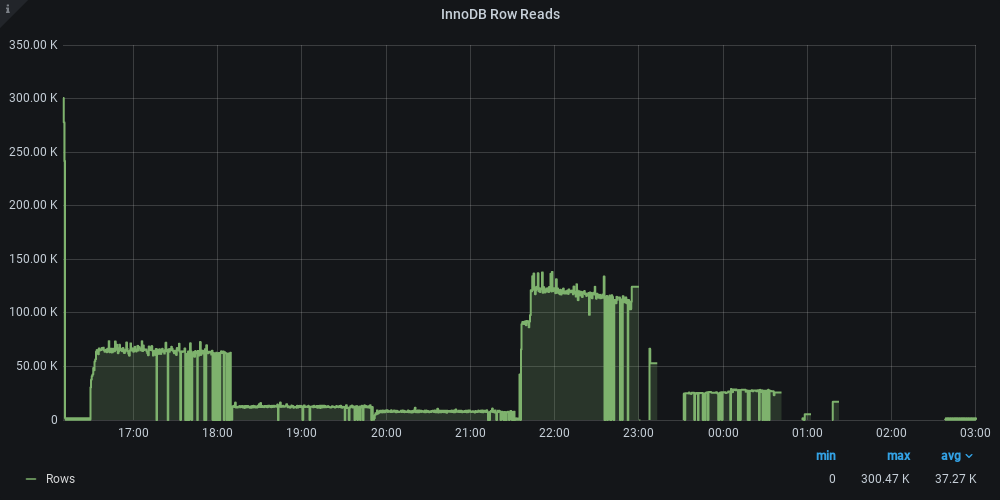 i
InnoDB Row Reads
350.00 K
300.00 K
250.00 K
200.00 K
150.00 K
100.00 K
50.00 K
0
17:00 18:00 19:00 20:00 21:00 22:00 23:00 00:00 01:00 02:00 03:00
min max avg
Rows 0 300.47 K 37.27 K